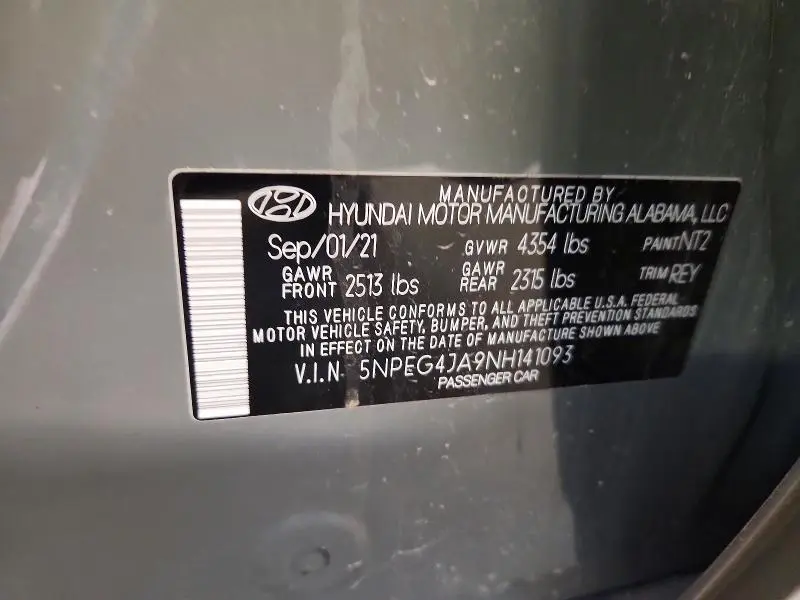 MANUFACTURED BY
HYUNDAI MOTOR MANUFACTURING ALABAMA, LLC
Sep/01/21 GVWR 4354 lbs PAINT NT2
GAWR FRONT 2513 lbs GAWR REAR 2315 lbs TRIM REY
THIS VEHICLE CONFORMS TO ALL APPLICABLE U.S.A. FEDERAL
MOTOR VEHICLE SAFETY, BUMPER, AND THEFT PREVENTION STANDARDS
IN EFFECT ON THE DATE OF MANUFACTURE SHOWN ABOVE
V.I.N. 5NPEG4JA9NH141093
PASSENGER CAR